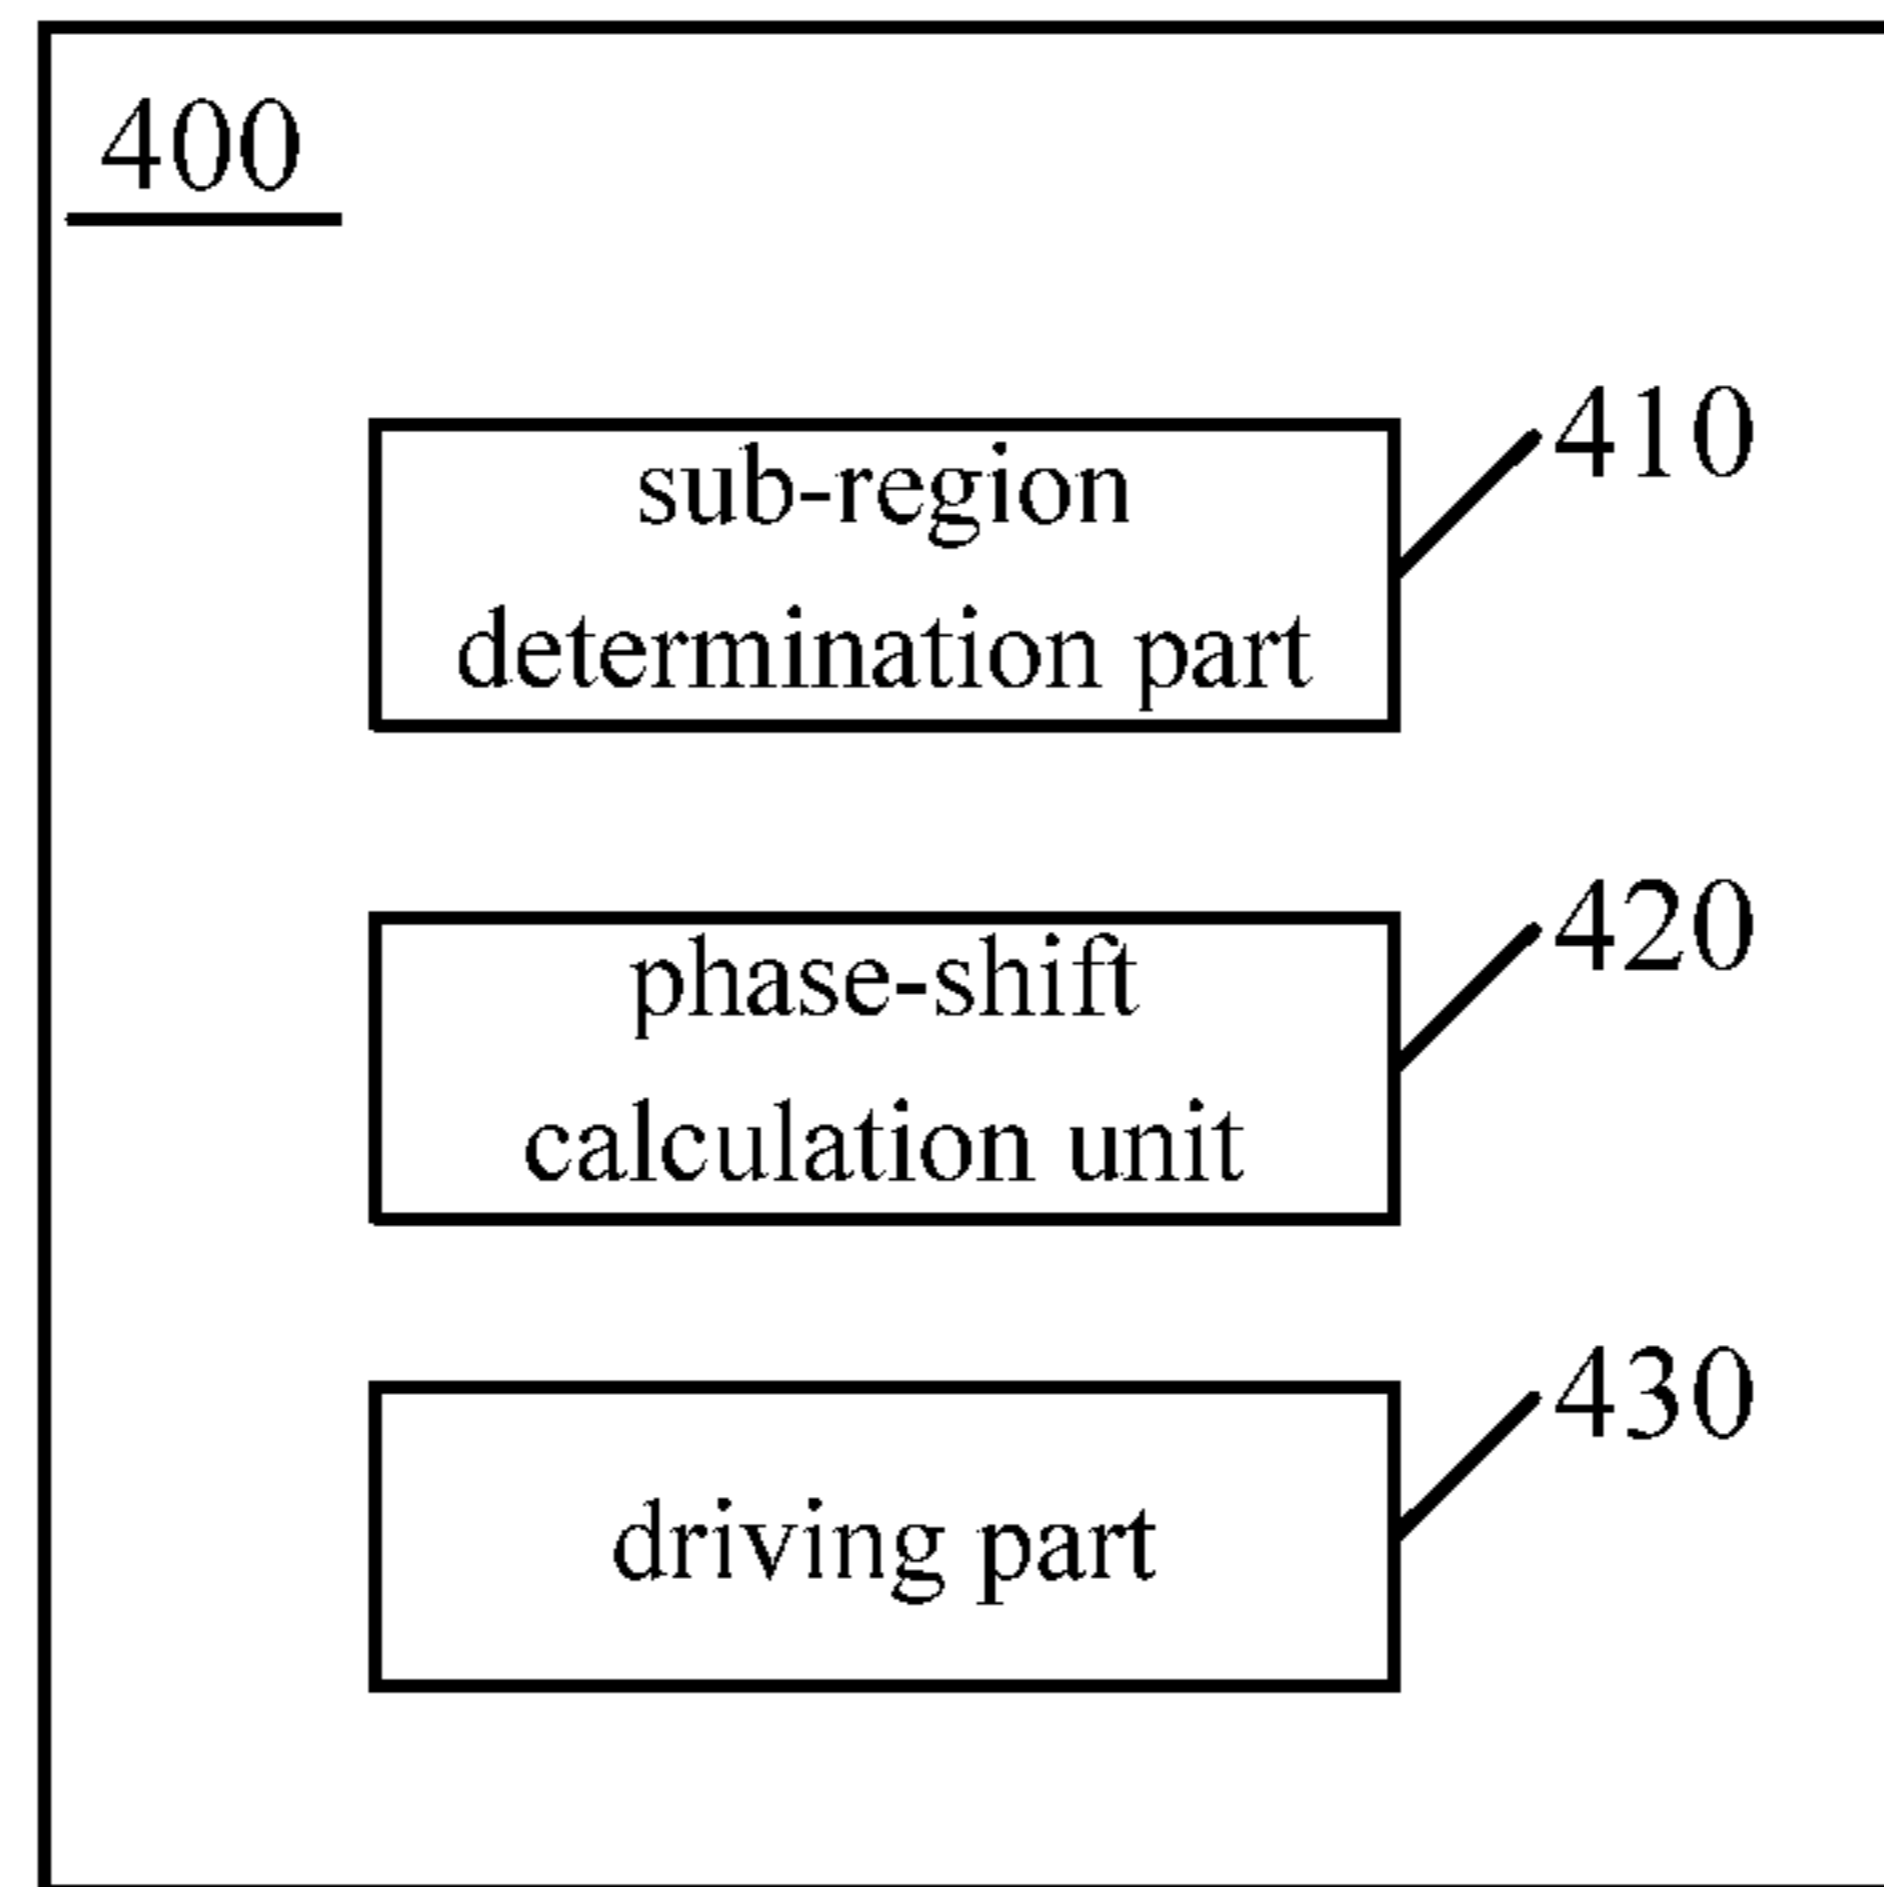 400
410
sub-region
determination part
420
phase-shift
calculation unit
430
driving part